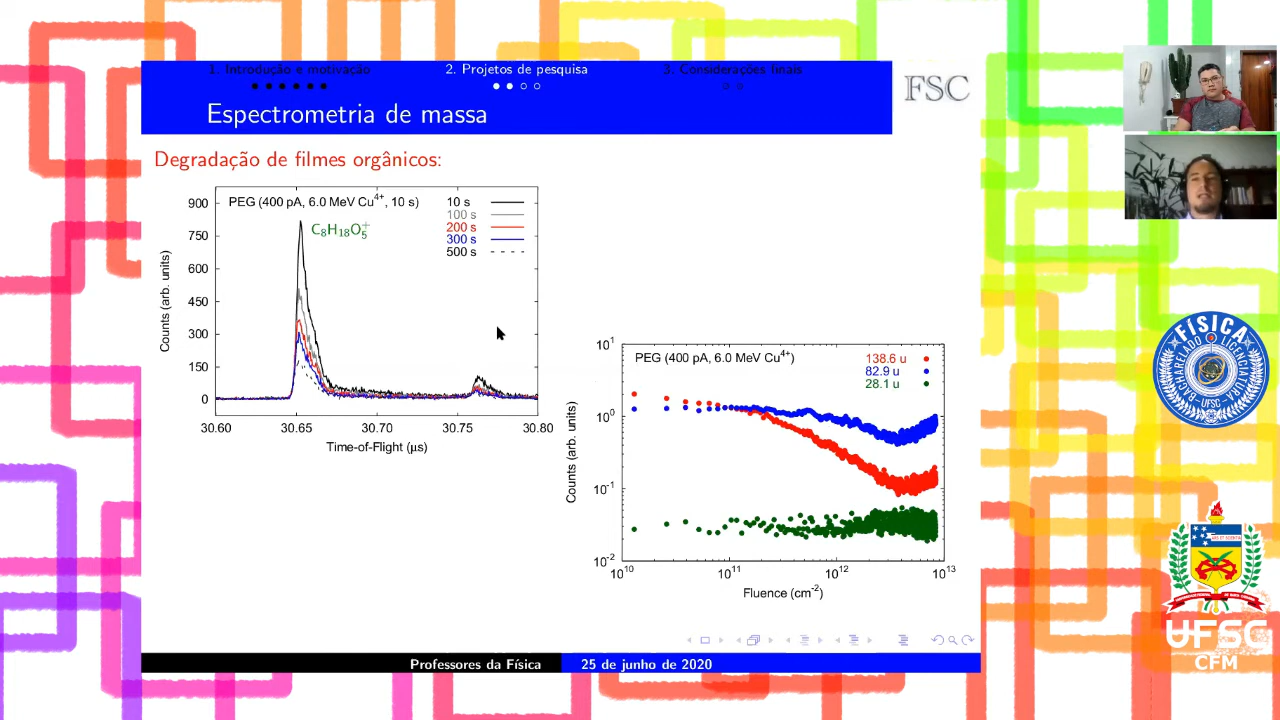 1. Introdução e motivação 2. Projetos de pesquisa 3. Considerações finais
Espectrometria de massa
FSC
Degradação de filmes orgânicos:
PEG (400 pA, 6.0 MeV Cu⁴⁺, 10 s)
C₈H₁₈O₅⁺
10 s
100 s
200 s
300 s
500 s
900
750
600
450
300
150
0
Counts (arb. units)
30.60 30.65 30.70 30.75 30.80
Time-of-Flight (μs)
PEG (400 pA, 6.0 MeV Cu⁴⁺)
138.6 u
82.9 u
28.1 u
10¹
10⁰
10⁻¹
10⁻²
Counts (arb. units)
10¹⁰ 10¹¹ 10¹² 10¹³
Fluence (cm⁻²)
Professores da Física 25 de junho de 2020
FÍSICA
BACHARELADO LICENCIATURA
UFSC
UFSC
CFM